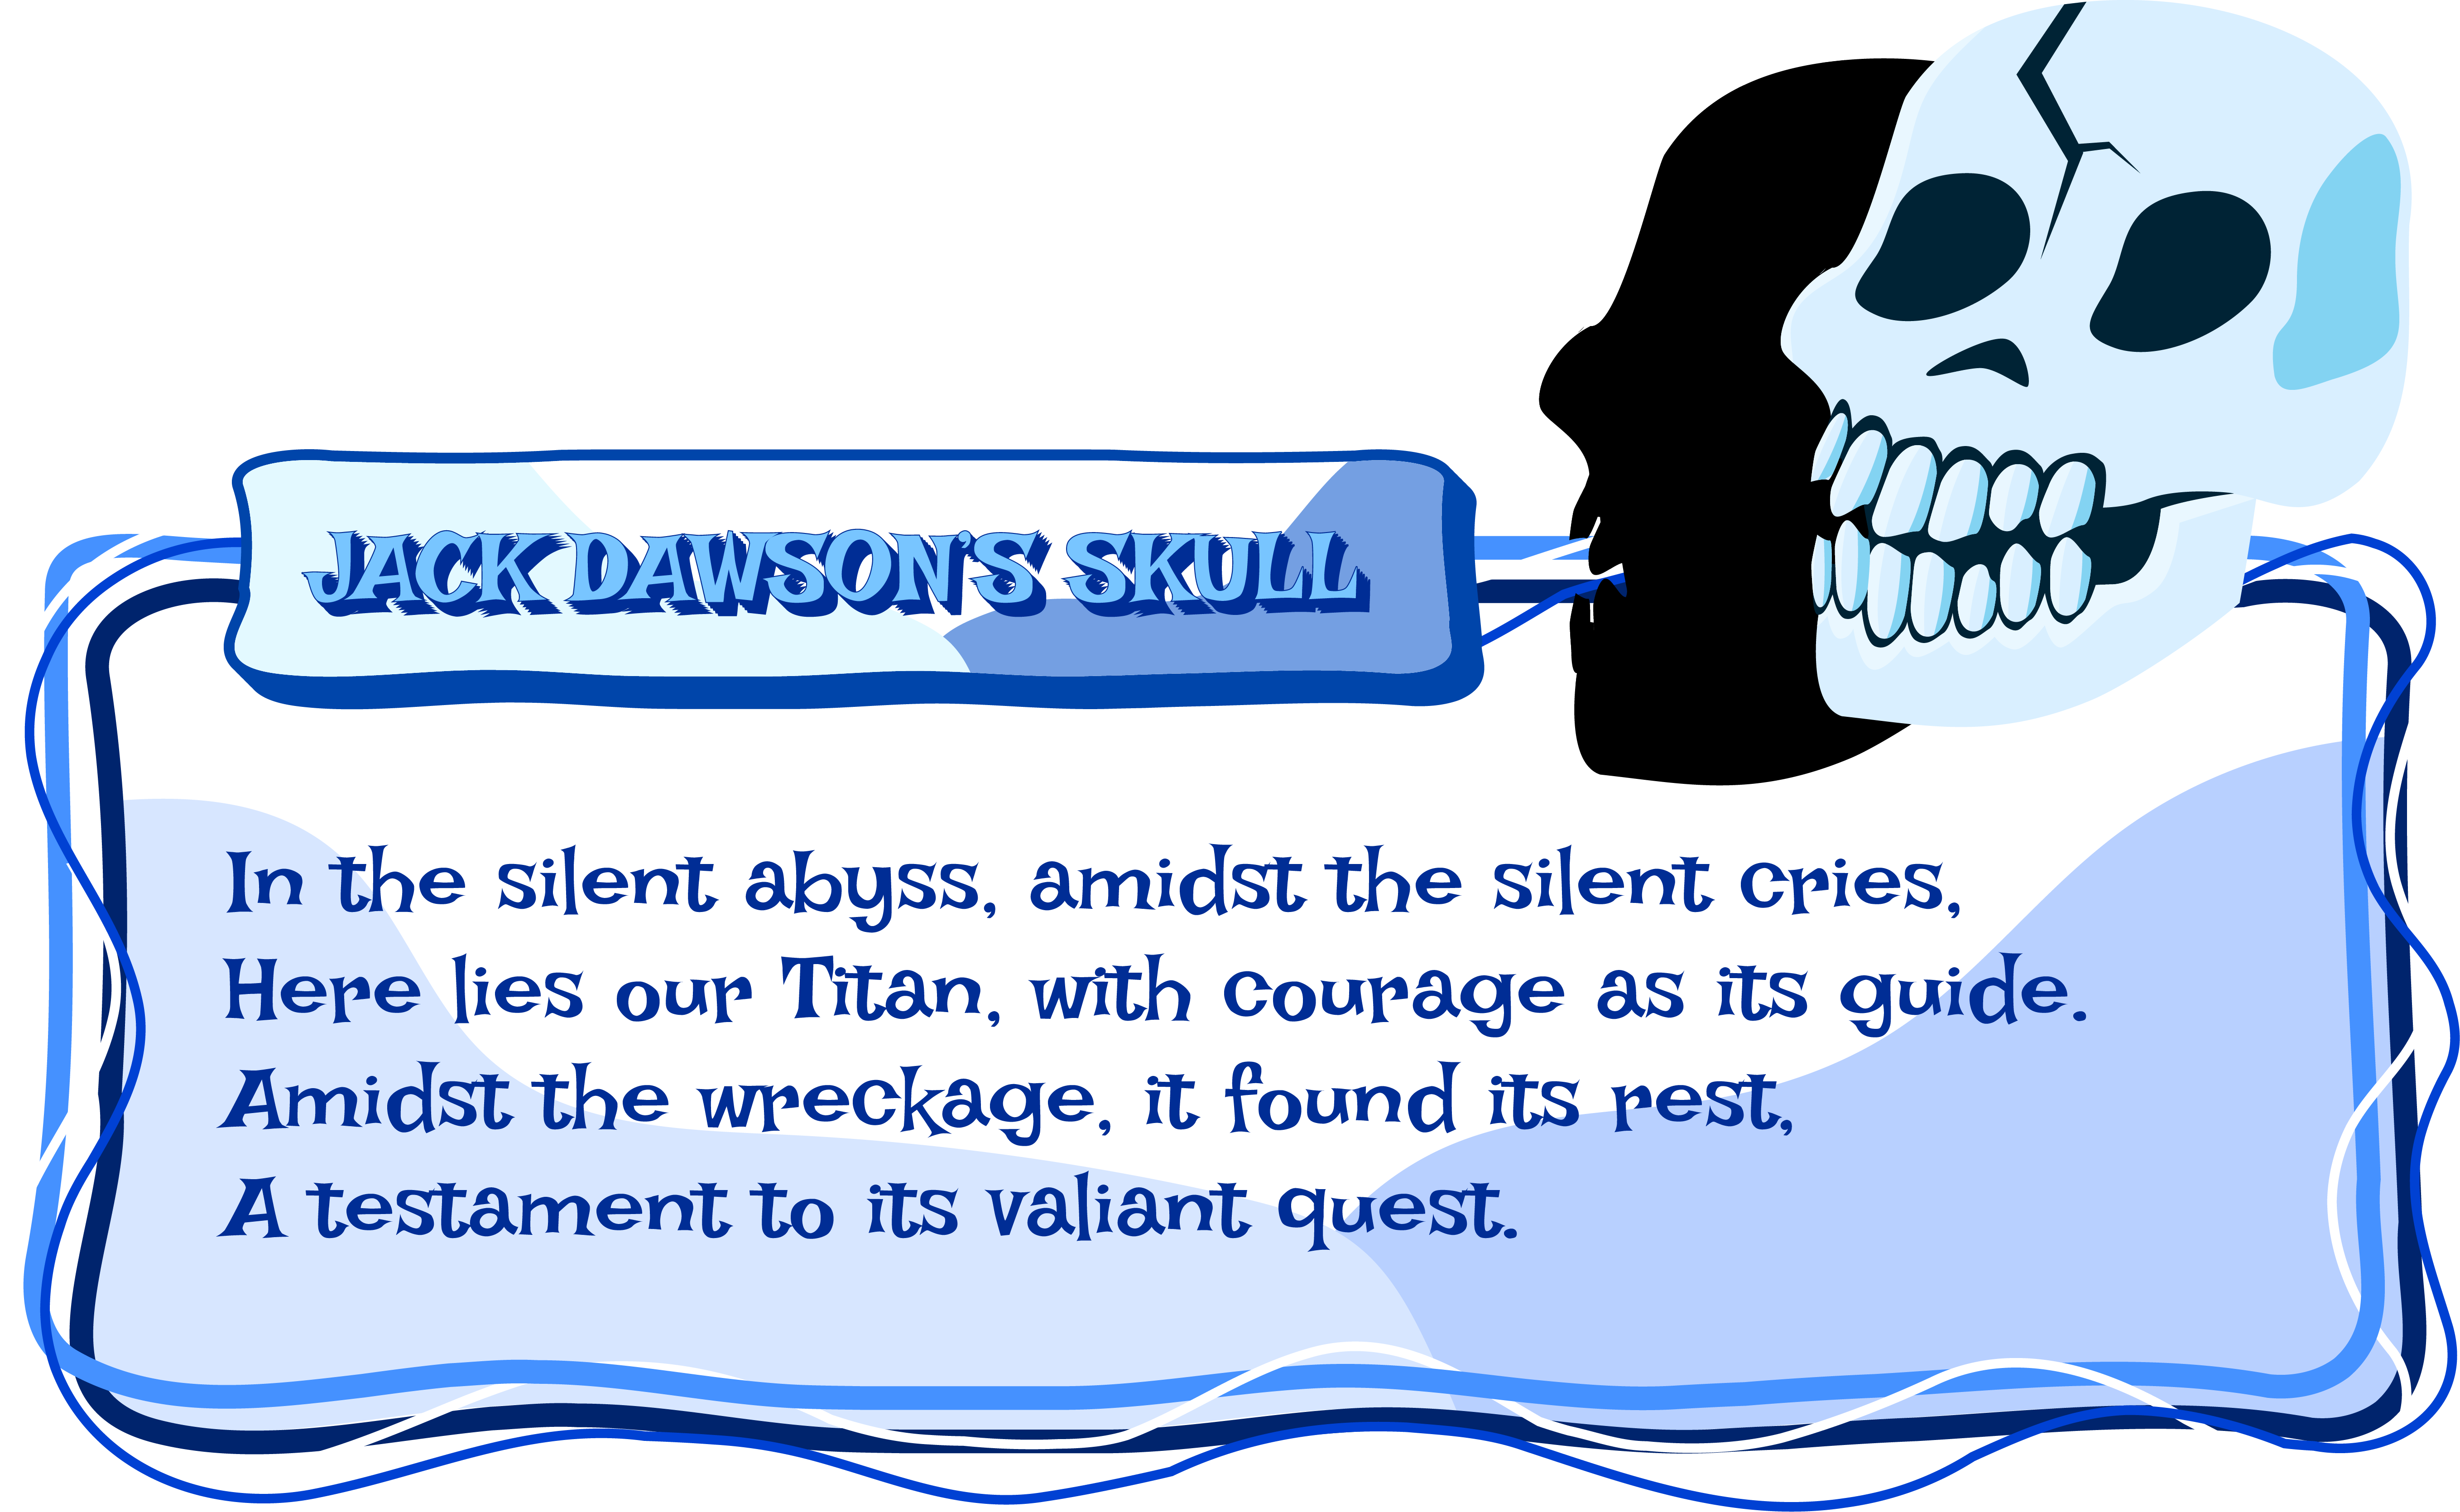 JACK DAWSON'S SKULL
In the silent abyss, amidst the silent cries,
Here lies our Titan, with courage as its guide.
Amidst the wreckage, it found its rest,
A testament to its valiant quest.